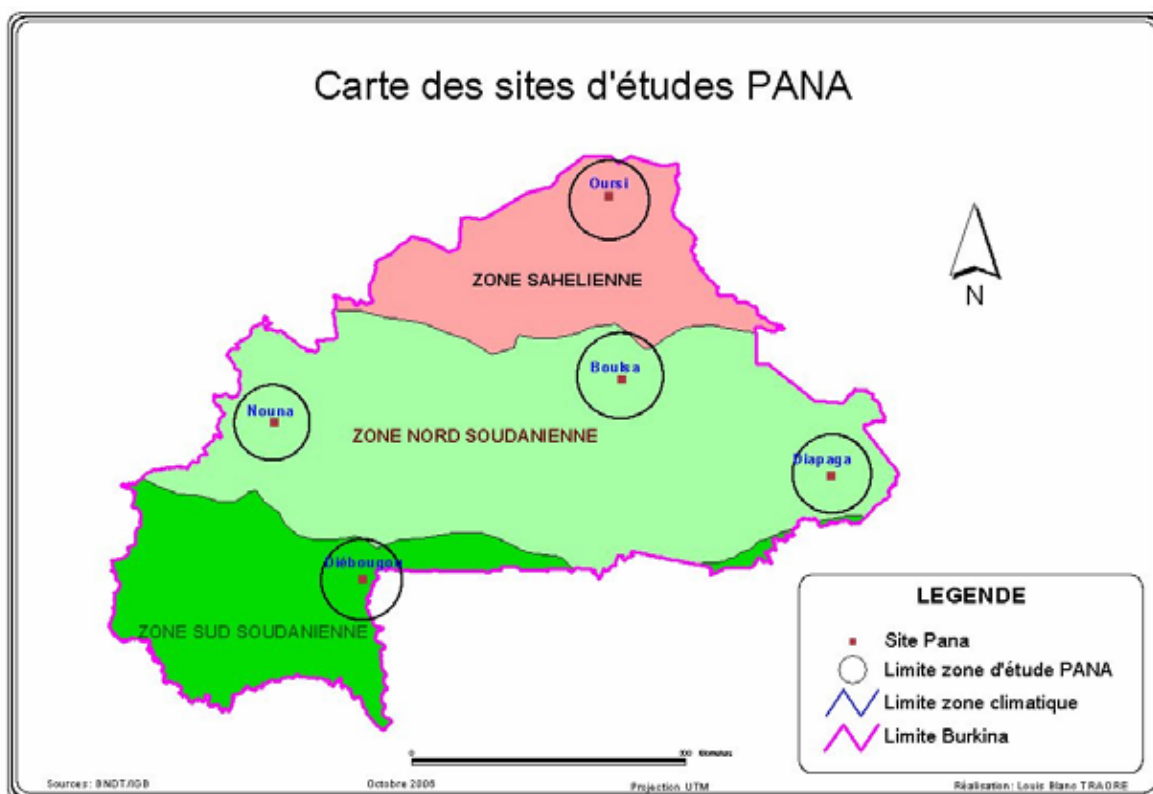 Carte des sites d'études PANA
Oursi
ZONE SAHELIENNE
N
Boulsa
Nouna
ZONE NORD SOUDANIENNE
Diapaga
Diébougou
ZONE SUD SOUDANIENNE
LEGENDE
Site Pana
Limite zone d'étude PANA
Limite zone climatique
Limite Burkina
0
Sources: BNDT/IGB
Octobre 2006
Projection UTM
Réalisation: Louis Blanc TRAORE